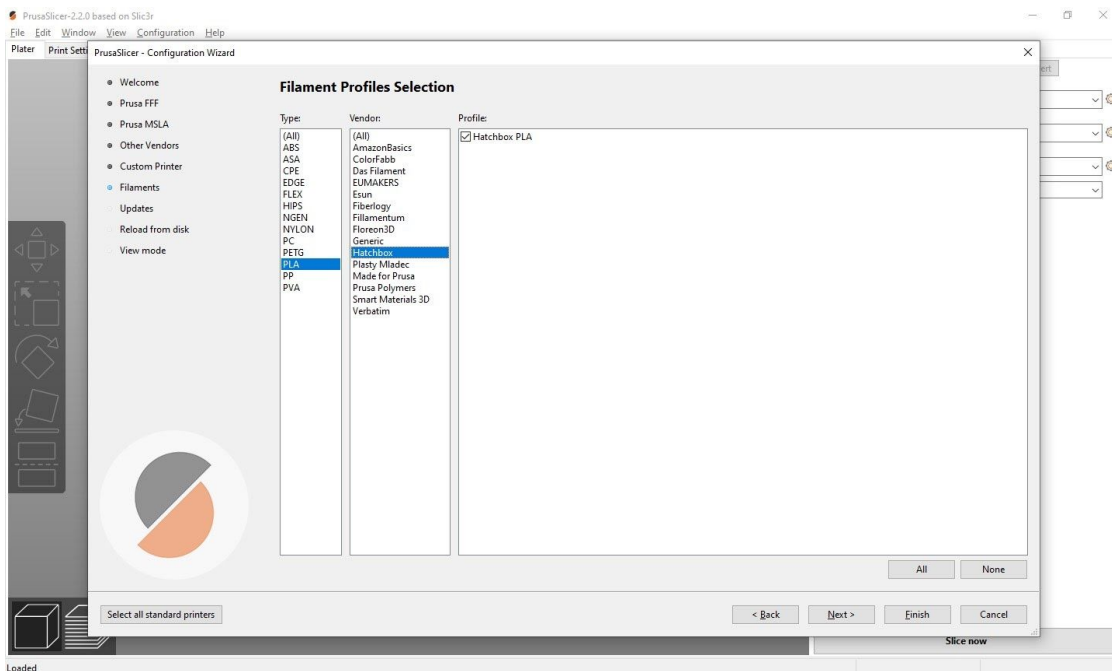 PrusaSlicer-2.2.0 based on Slic3r
File Edit Window View Configuration Help
Plater Print Setti
PrusaSlicer - Configuration Wizard
Welcome
Prusa FFF
Prusa MSLA
Other Vendors
Custom Printer
Filaments
Updates
Reload from disk
View mode
Filament Profiles Selection
Type:
(All)
ABS
ASA
CPE
EDGE
FLEX
HIPS
NGEN
NYLON
PC
PETG
PLA
PP
PVA
Vendor:
(All)
AmazonBasics
ColorFabb
Das Filament
EUMAKERS
Esun
Fiberlogy
Fillamentum
Floreon3D
Generic
Hatchbox
Plasty Mladec
Made for Prusa
Prusa Polymers
Smart Materials 3D
Verbatim
Profile:
Hatchbox PLA
All None
Select all standard printers
< Back Next > Finish Cancel
ert
Slice now
Loaded